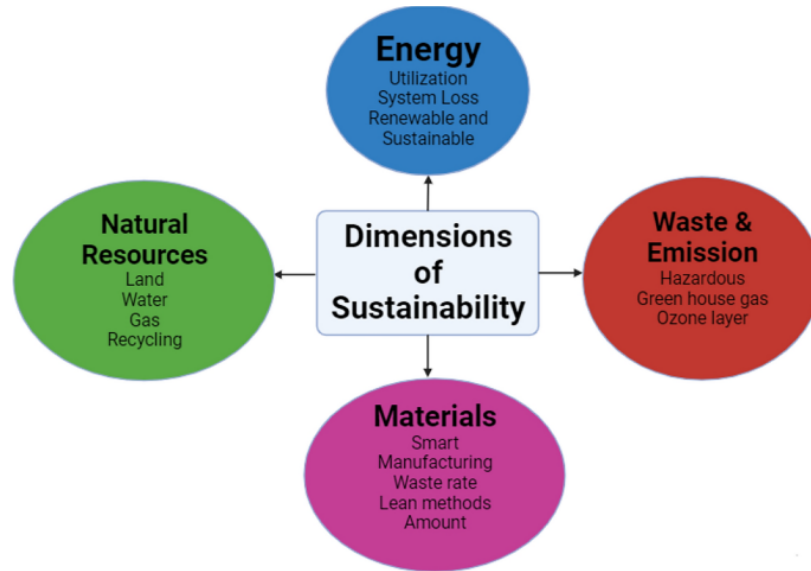 Energy
Utilization
System Loss
Renewable and
Sustainable
Natural
Resources
Land
Water
Gas
Recycling
Dimensions
of
Sustainability
Waste &
Emission
Hazardous
Green house gas
Ozone layer
Materials
Smart
Manufacturing
Waste rate
Lean methods
Amount